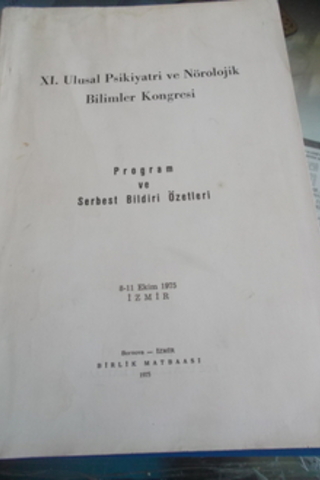 XI. Ulusal Psikiyatri ve Nörolojik
Bilimler Kongresi
Program
ve
Serbest Bildiri Özetleri
8-11 Ekim 1975
İZMİR
Bornova — İZMİR
BİRLİK MATBAASI
1975